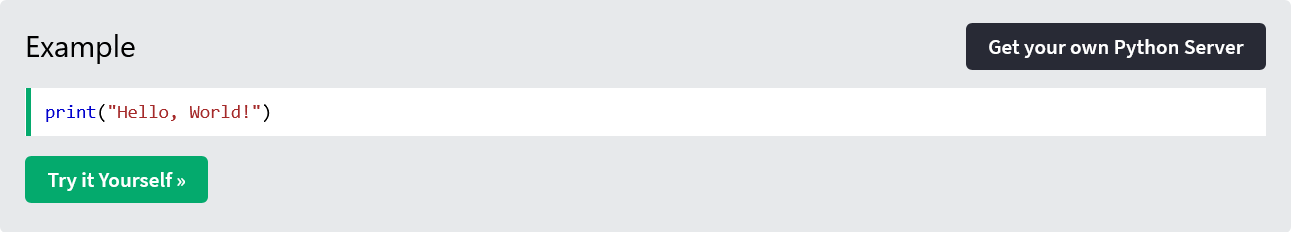 Example
Get your own Python Server
print("Hello, World!")
Try it Yourself »